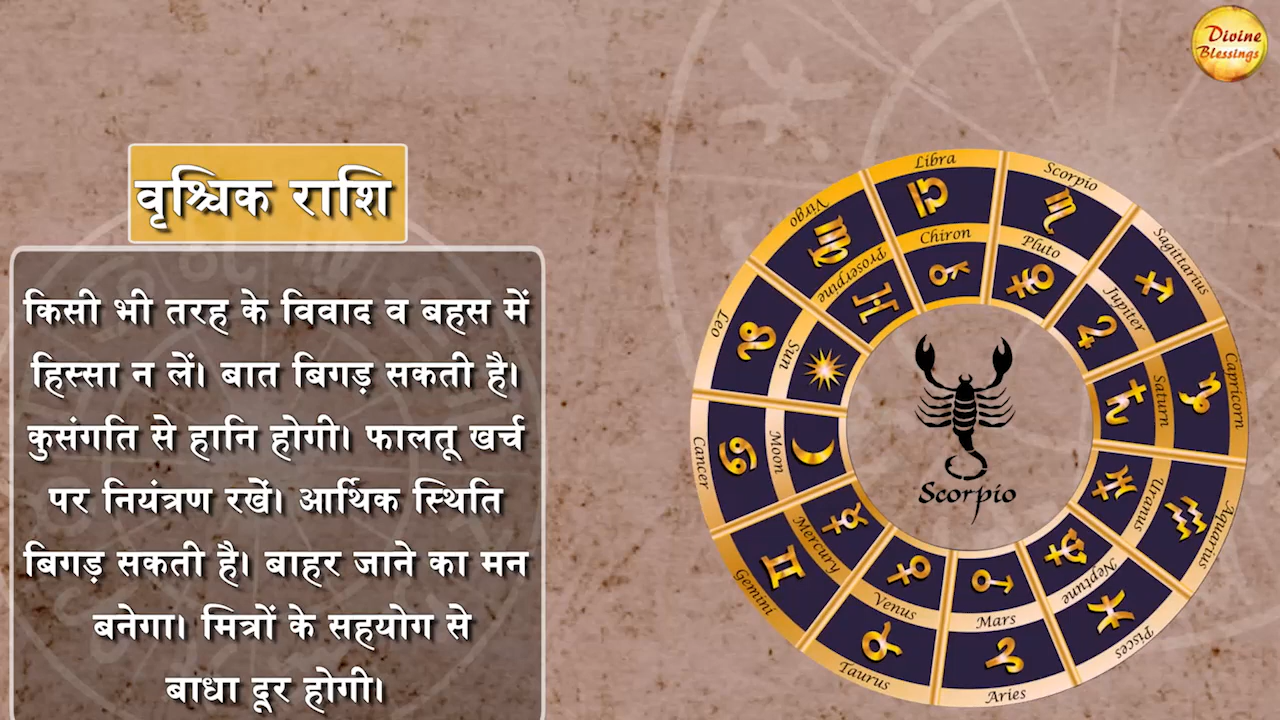 Divine
Blessings
वृश्चिक राशि
किसी भी तरह के विवाद व बहस में
हिस्सा न लें। बात बिगड़ सकती है।
कुसंगति से हानि होगी। फालतू खर्च
पर नियंत्रण रखें। आर्थिक स्थिति
बिगड़ सकती है। बाहर जाने का मन
बनेगा। मित्रों के सहयोग से
बाधा दूर होगी।
Libra
Scorpio
Sagittarius
Capricorn
Aquarius
Pisces
Aries
Taurus
Gemini
Cancer
Leo
Virgo
Chiron
Pluto
Jupiter
Saturn
Uranus
Neptune
Mars
Venus
Mercury
Moon
Sun
Proserpine
Scorpio